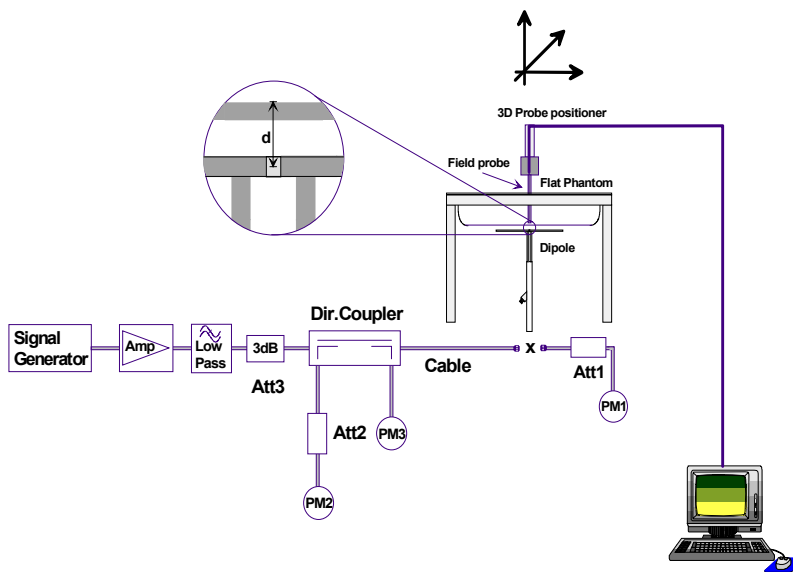 3D Probe positioner
d
Field probe
Flat Phantom
Dipole
Dir.Coupler
Signal
Generator
Amp
Low
Pass
3dB
Att3
Cable
x
Att1
PM1
Att2
PM3
PM2